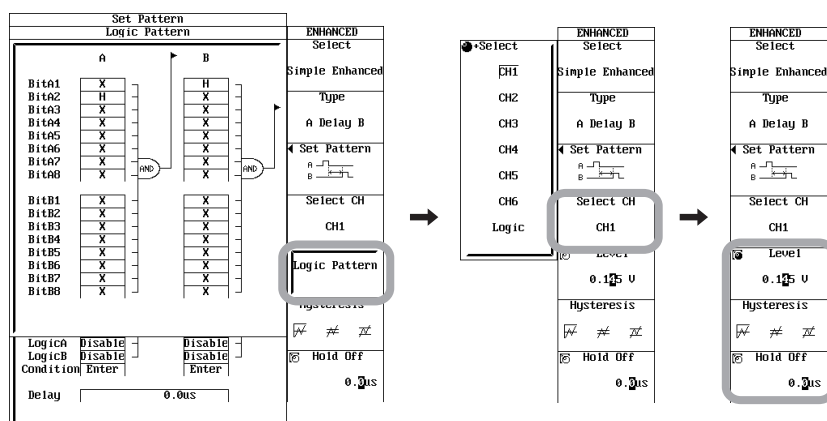 Set Pattern
Logic Pattern
A B
BitA1 X H
BitA2 H X
BitA3 X X
BitA4 X X
BitA5 X X
BitA6 X X
BitA7 X X
BitA8 X X
AND AND
BitB1 X X
BitB2 X X
BitB3 X X
BitB4 X X
BitB5 X X
BitB6 X X
BitB7 X X
BitB8 X X
LogicA Disable Disable
LogicB Disable Disable
Condition Enter Enter
Delay 0.0us
ENHANCED
Select
Simple Enhanced
Type
A Delay B
Set Pattern
A
B
Select CH
CH1
Logic Pattern
Hysteresis
Hold Off
0.0us
Select
CH1
CH2
CH3
CH4
CH5
CH6
Logic
ENHANCED
Select
Simple Enhanced
Type
A Delay B
Set Pattern
A
B
Select CH
CH1
Level
0.145 V
Hysteresis
Hold Off
0.0us
ENHANCED
Select
Simple Enhanced
Type
A Delay B
Set Pattern
A
B
Select CH
CH1
Level
0.145 V
Hysteresis
Hold Off
0.0us